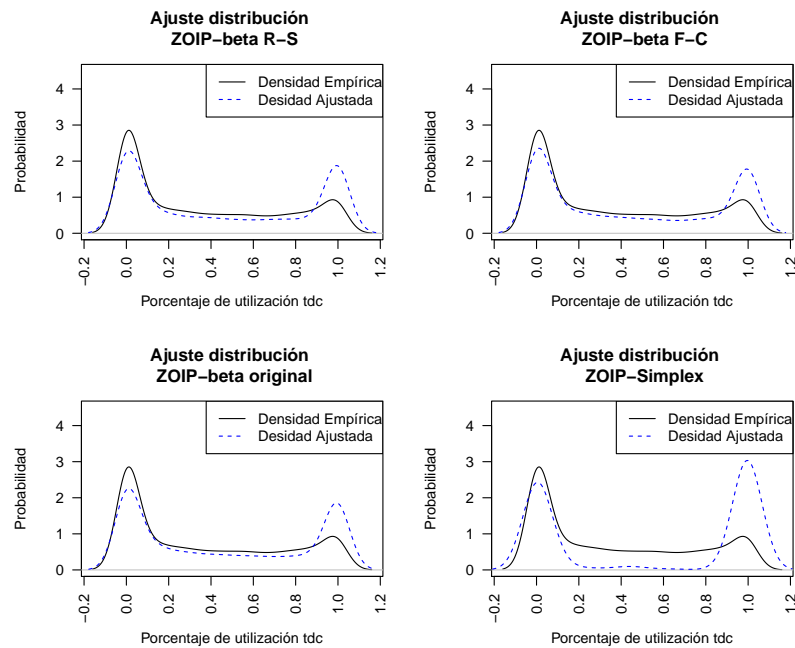 Ajuste distribución
ZOIP−beta R−S
Probabilidad
4
3
2
1
0
Densidad Empírica
Desidad Ajustada
−0.2
0.0
0.2
0.4
0.6
0.8
1.0
1.2
Porcentaje de utilización tdc
Ajuste distribución
ZOIP−beta F−C
Probabilidad
4
3
2
1
0
Densidad Empírica
Desidad Ajustada
−0.2
0.0
0.2
0.4
0.6
0.8
1.0
1.2
Porcentaje de utilización tdc
Ajuste distribución
ZOIP−beta original
Probabilidad
4
3
2
1
0
Densidad Empírica
Desidad Ajustada
−0.2
0.0
0.2
0.4
0.6
0.8
1.0
1.2
Porcentaje de utilización tdc
Ajuste distribución
ZOIP−Simplex
Probabilidad
4
3
2
1
0
Densidad Empírica
Desidad Ajustada
−0.2
0.0
0.2
0.4
0.6
0.8
1.0
1.2
Porcentaje de utilización tdc